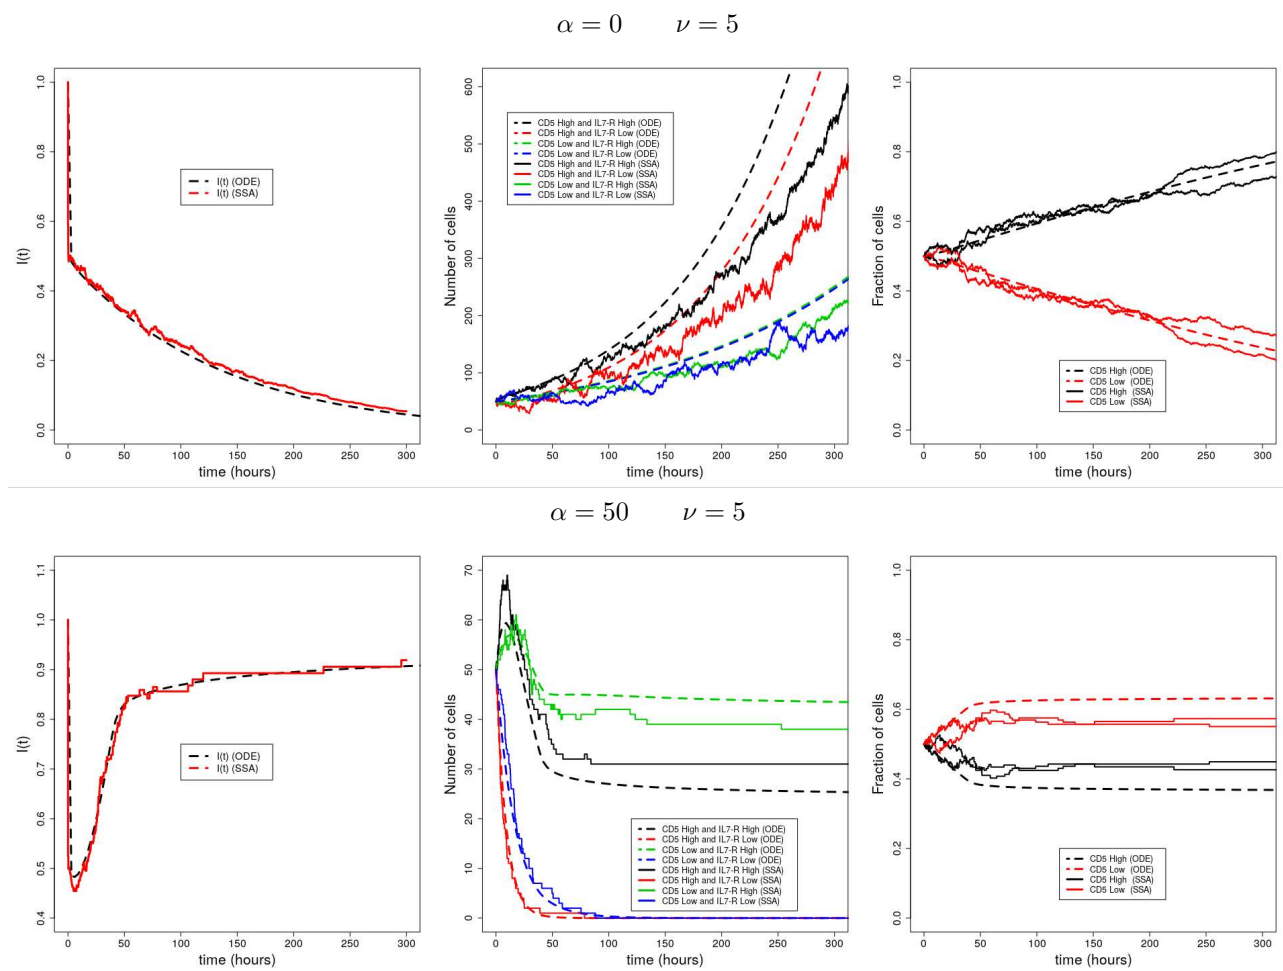 α = 0 ν = 5
1.0
0.8
0.6
0.4
0.2
0.0
I(t)
I(t) (ODE)
I(t) (SSA)
0 50 100 150 200 250 300
time (hours)
600
500
400
300
200
100
0
Number of cells
CD5 High and IL7-R High (ODE)
CD5 High and IL7-R Low (ODE)
CD5 Low and IL7-R High (ODE)
CD5 Low and IL7-R Low (ODE)
CD5 High and IL7-R High (SSA)
CD5 High and IL7-R Low (SSA)
CD5 Low and IL7-R High (SSA)
CD5 Low and IL7-R Low (SSA)
0 50 100 150 200 250 300
time (hours)
1.0
0.8
0.6
0.4
0.2
0.0
Fraction of cells
CD5 High (ODE)
CD5 Low (ODE)
CD5 High (SSA)
CD5 Low (SSA)
0 50 100 150 200 250 300
time (hours)
α = 50 ν = 5
1.1
1.0
0.9
0.8
0.7
0.6
0.5
0.4
I(t)
I(t) (ODE)
I(t) (SSA)
0 50 100 150 200 250 300
time (hours)
70
60
50
40
30
20
10
0
Number of cells
CD5 High and IL7-R High (ODE)
CD5 High and IL7-R Low (ODE)
CD5 Low and IL7-R High (ODE)
CD5 Low and IL7-R Low (ODE)
CD5 High and IL7-R High (SSA)
CD5 High and IL7-R Low (SSA)
CD5 Low and IL7-R High (SSA)
CD5 Low and IL7-R Low (SSA)
0 50 100 150 200 250 300
time (hours)
1.0
0.8
0.6
0.4
0.2
0.0
Fraction of cells
CD5 High (ODE)
CD5 Low (ODE)
CD5 High (SSA)
CD5 Low (SSA)
0 50 100 150 200 250 300
time (hours)